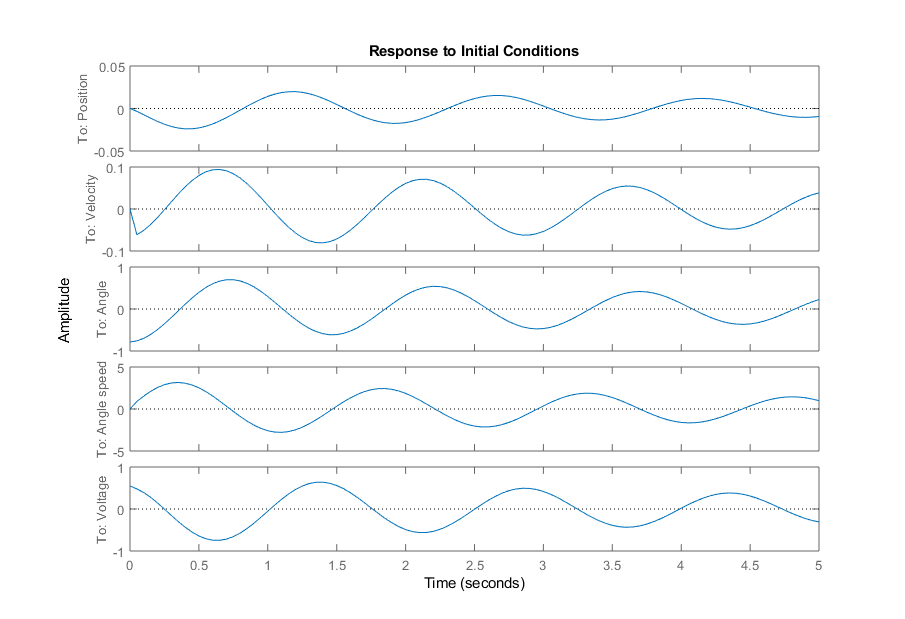 Response to Initial Conditions
Amplitude
To: Position
0.05
0
-0.05
To: Velocity
0.1
0
-0.1
To: Angle
1
0
-1
To: Angle speed
5
0
-5
To: Voltage
1
0
-1
0 0.5 1 1.5 2 2.5 3 3.5 4 4.5 5
Time (seconds)